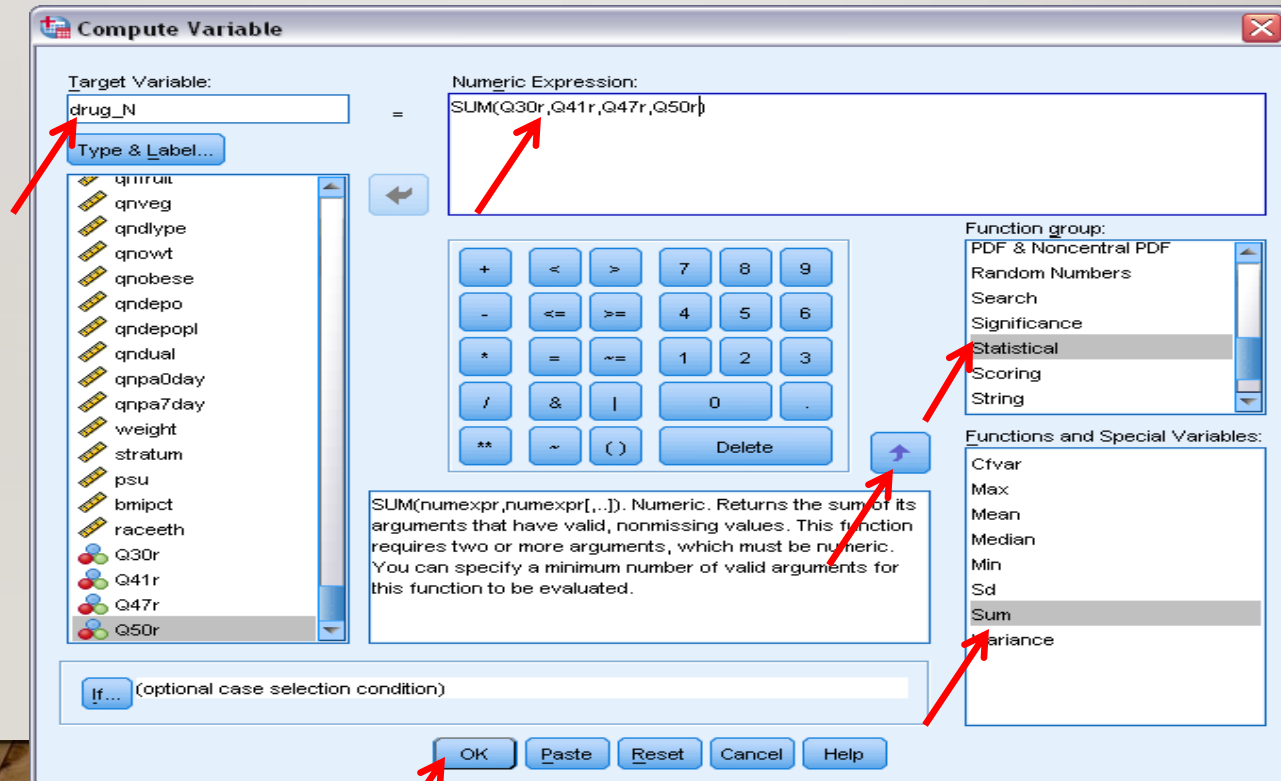 Compute Variable
Target Variable:
drug_N
=
Numeric Expression:
SUM(Q30r,Q41r,Q47r,Q50r)
Type & Label...
qnfruit
qnveg
qndlype
qnowt
qnobese
qndepo
qndepopl
qndual
qnpa0day
qnpa7day
weight
stratum
psu
bmipct
raceeth
Q30r
Q41r
Q47r
Q50r
+ < > 7 8 9
- <= >= 4 5 6
* = ~= 1 2 3
/ & | 0 .
** ~ ( ) Delete
Function group:
PDF & Noncentral PDF
Random Numbers
Search
Significance
Statistical
Scoring
String
SUM(numexpr,numexpr[,..]). Numeric. Returns the sum of its
arguments that have valid, nonmissing values. This function
requires two or more arguments, which must be numeric.
You can specify a minimum number of valid arguments for
this function to be evaluated.
Functions and Special Variables:
Cfvar
Max
Mean
Median
Min
Sd
Sum
Variance
If... (optional case selection condition)
OK Paste Reset Cancel Help